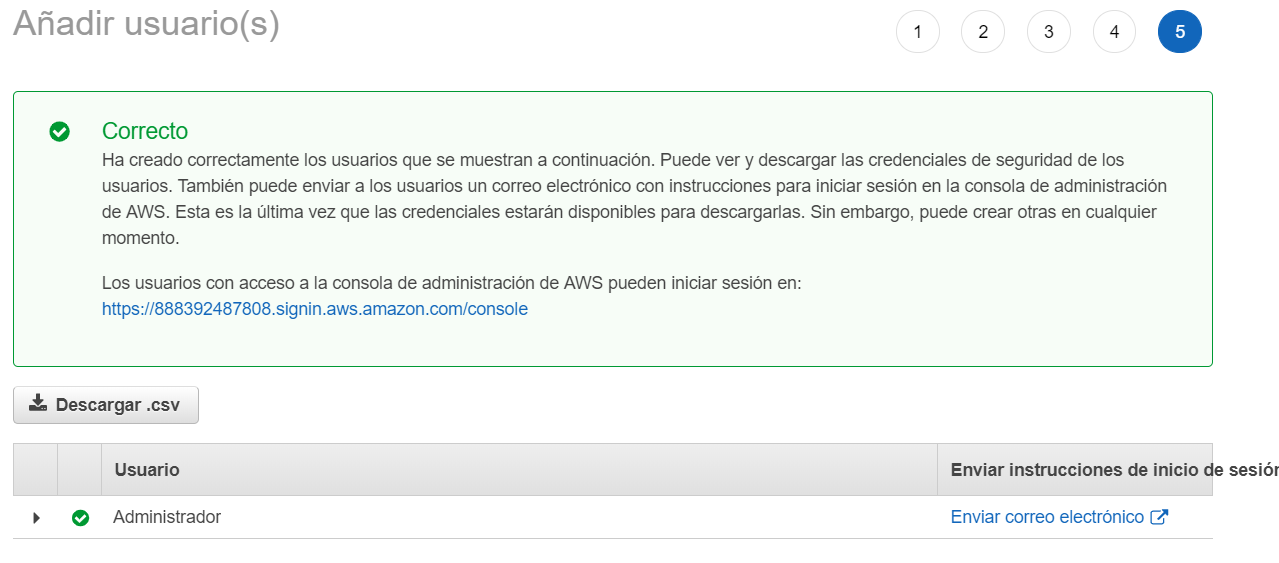 Añadir usuario(s)
1 2 3 4 5
Correcto
Ha creado correctamente los usuarios que se muestran a continuación. Puede ver y descargar las credenciales de seguridad de los
usuarios. También puede enviar a los usuarios un correo electrónico con instrucciones para iniciar sesión en la consola de administración
de AWS. Esta es la última vez que las credenciales estarán disponibles para descargarlas. Sin embargo, puede crear otras en cualquier
momento.
Los usuarios con acceso a la consola de administración de AWS pueden iniciar sesión en:
https://888392487808.signin.aws.amazon.com/console
Descargar .csv
Usuario Enviar instrucciones de inicio de sesión
Administrador Enviar correo electrónico